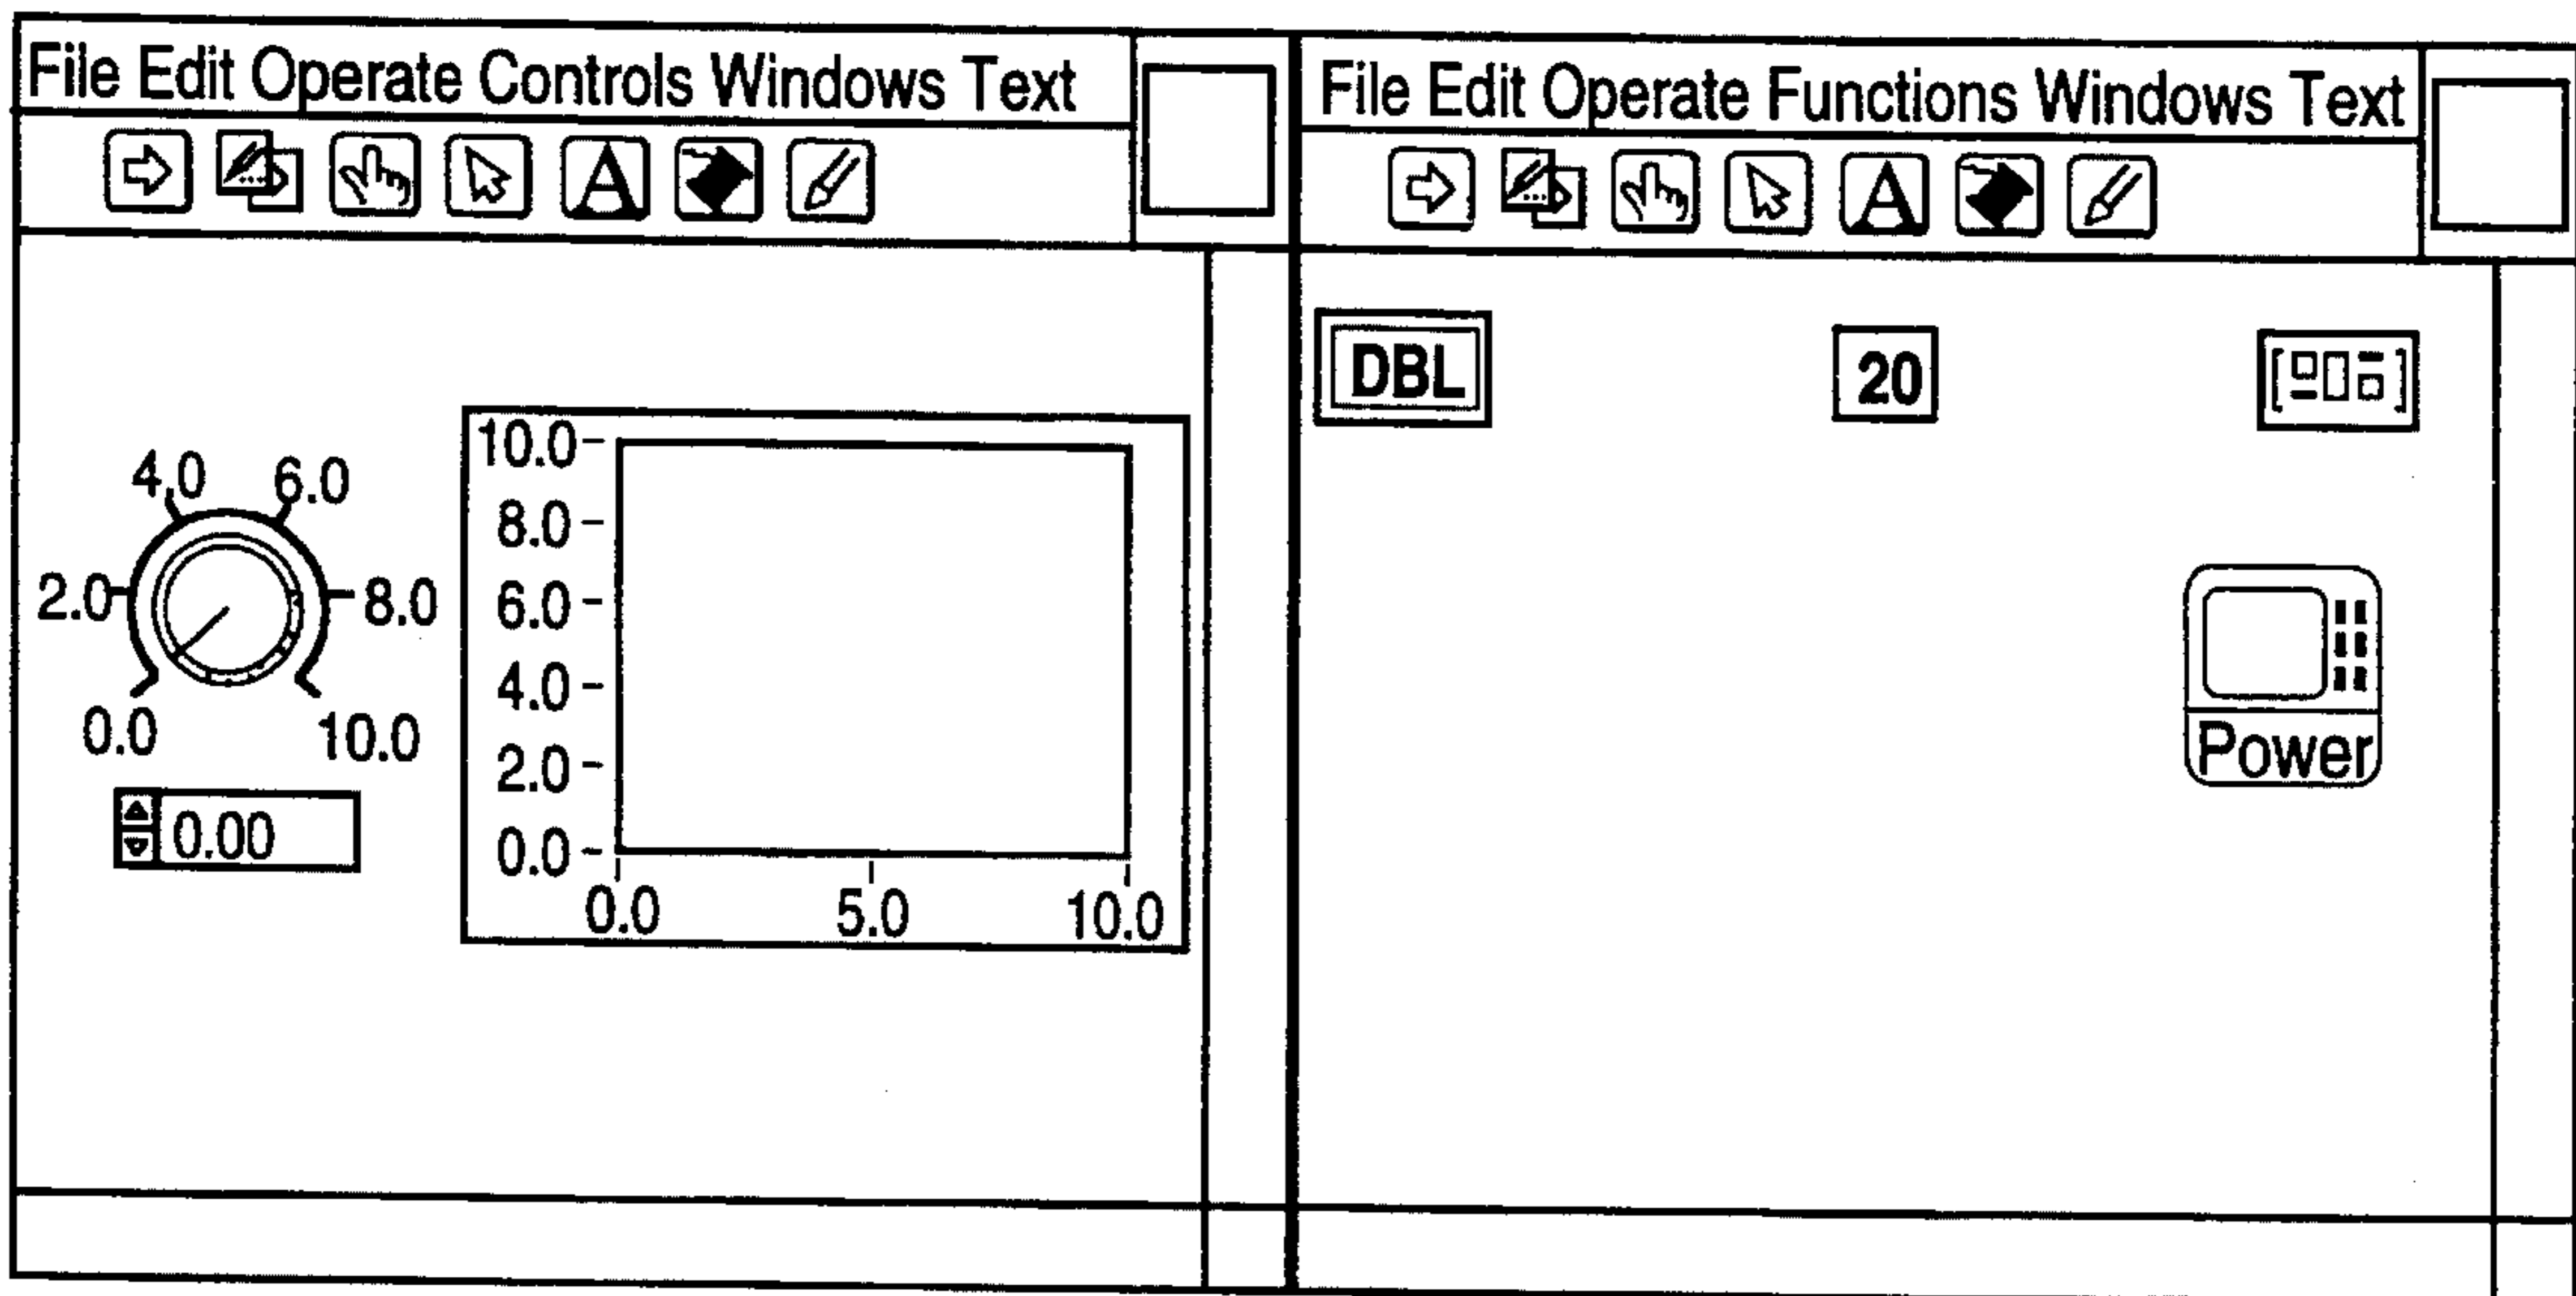 File Edit Operate Controls Windows Text
A
4.0 6.0
2.0 8.0
0.0 10.0
0.00
10.0
8.0
6.0
4.0
2.0
0.0
0.0 5.0 10.0
File Edit Operate Functions Windows Text
A
DBL 20
Power